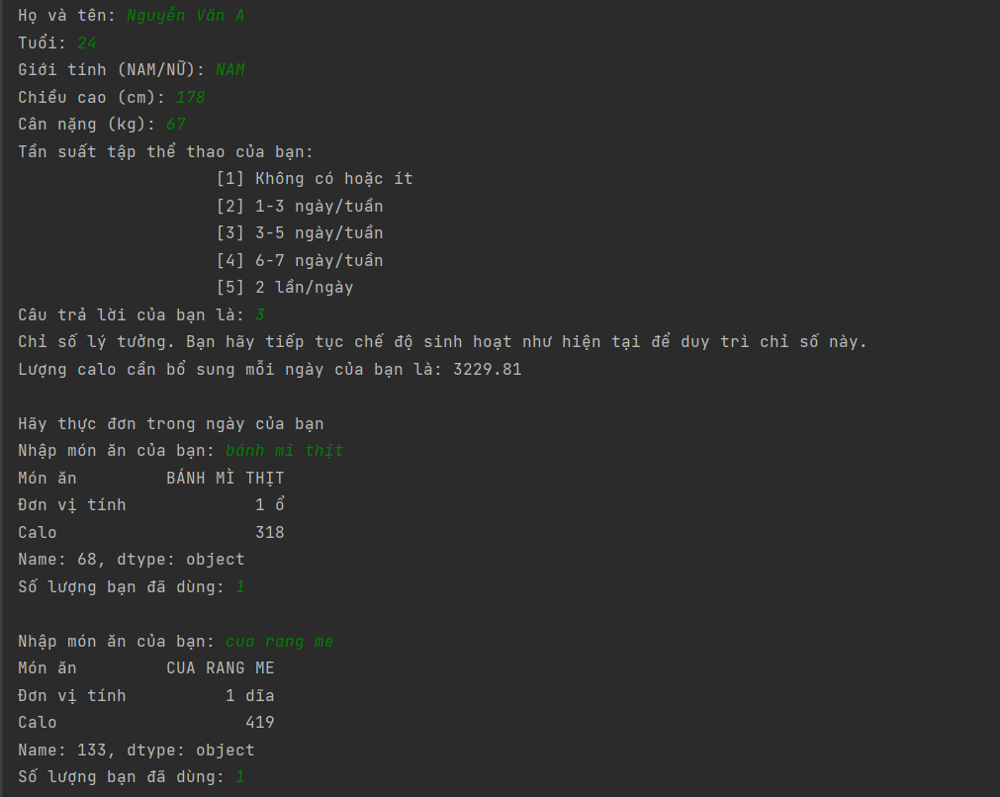 Họ và tên: Nguyễn Văn A
Tuổi: 24
Giới tính (NAM/NỮ): NAM
Chiều cao (cm): 178
Cân nặng (kg): 67
Tần suất tập thể thao của bạn:
[1] Không có hoặc ít
[2] 1-3 ngày/tuần
[3] 3-5 ngày/tuần
[4] 6-7 ngày/tuần
[5] 2 lần/ngày
Câu trả lời của bạn là: 3
Chỉ số lý tưởng. Bạn hãy tiếp tục chế độ sinh hoạt như hiện tại để duy trì chỉ số này.
Lượng calo cần bổ sung mỗi ngày của bạn là: 3229.81
Hãy thực đơn trong ngày của bạn
Nhập món ăn của bạn: bánh mì thịt
Món ăn BÁNH MÌ THỊT
Đơn vị tính 1 ổ
Calo 318
Name: 68, dtype: object
Số lượng bạn đã dùng: 1
Nhập món ăn của bạn: cua rang me
Món ăn CUA RANG ME
Đơn vị tính 1 dĩa
Calo 419
Name: 133, dtype: object
Số lượng bạn đã dùng: 1